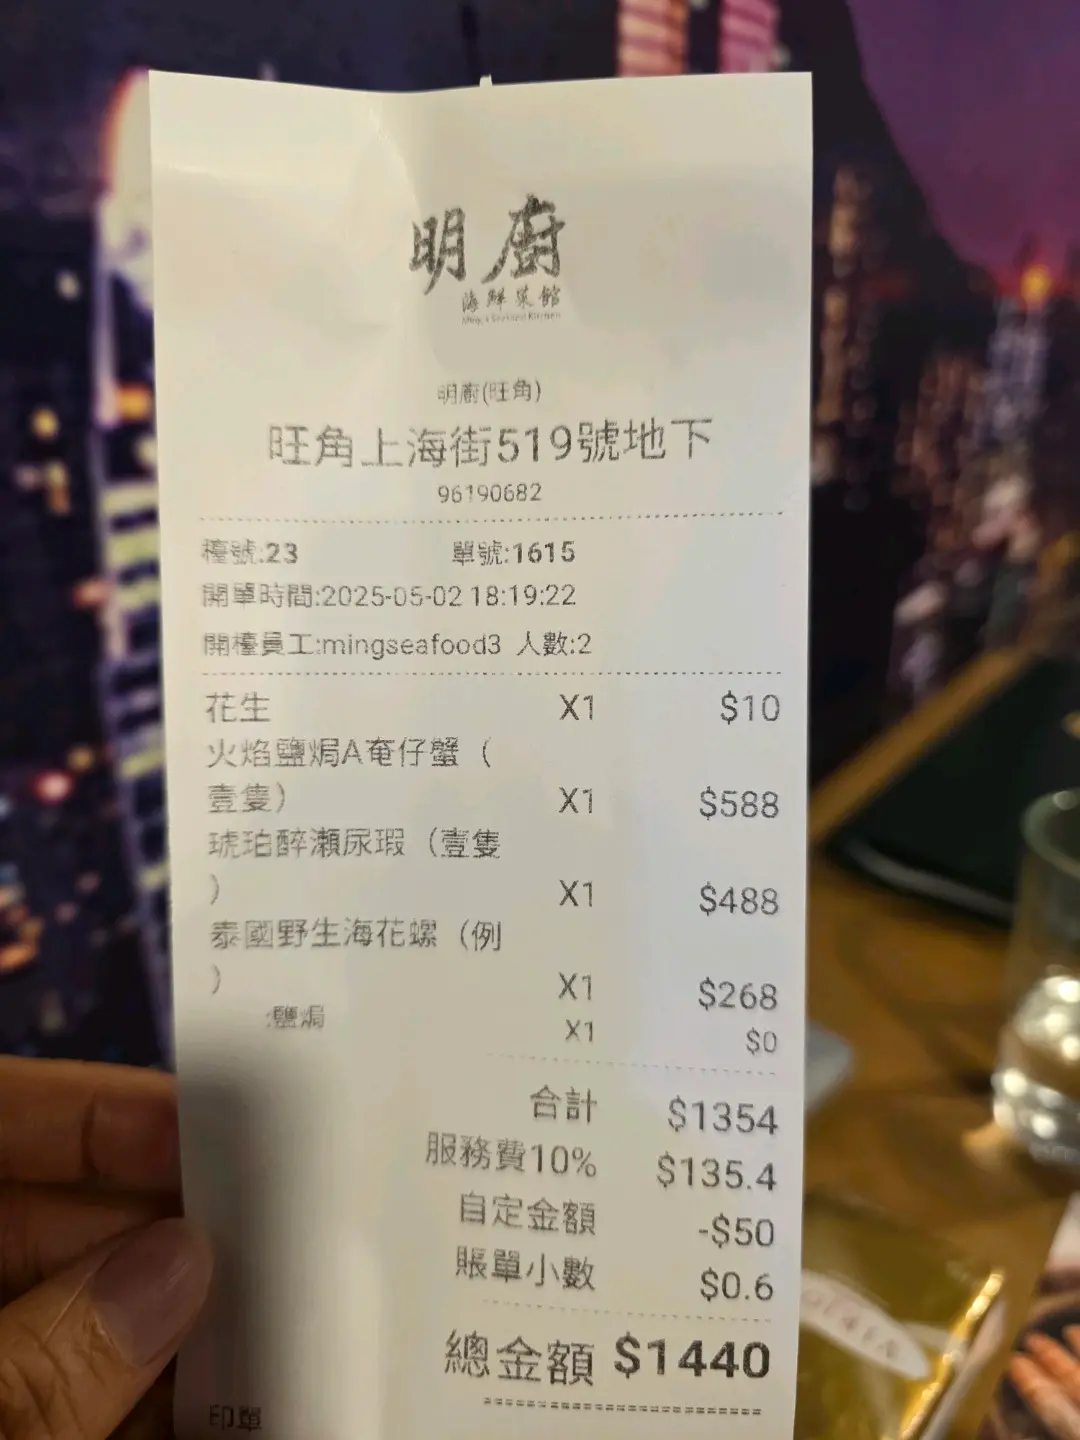 明廚
海鮮菜館
Ming's Seafood Kitchen
明廚(旺角)
旺角上海街519號地下
96190682
檯號:23 單號:1615
開單時間:2025-05-02 18:19:22
開檯員工:mingseafood3 人數:2
花生 X1 $10
火焰鹽焗A奄仔蟹（
壹隻） X1 $588
琥珀醉瀨尿瑕（壹隻
） X1 $488
泰國野生海花螺（例
） X1 $268
:鹽焗 X1 $0
合計 $1354
服務費10% $135.4
自定金額 -$50
賬單小數 $0.6
總金額 $1440
印單